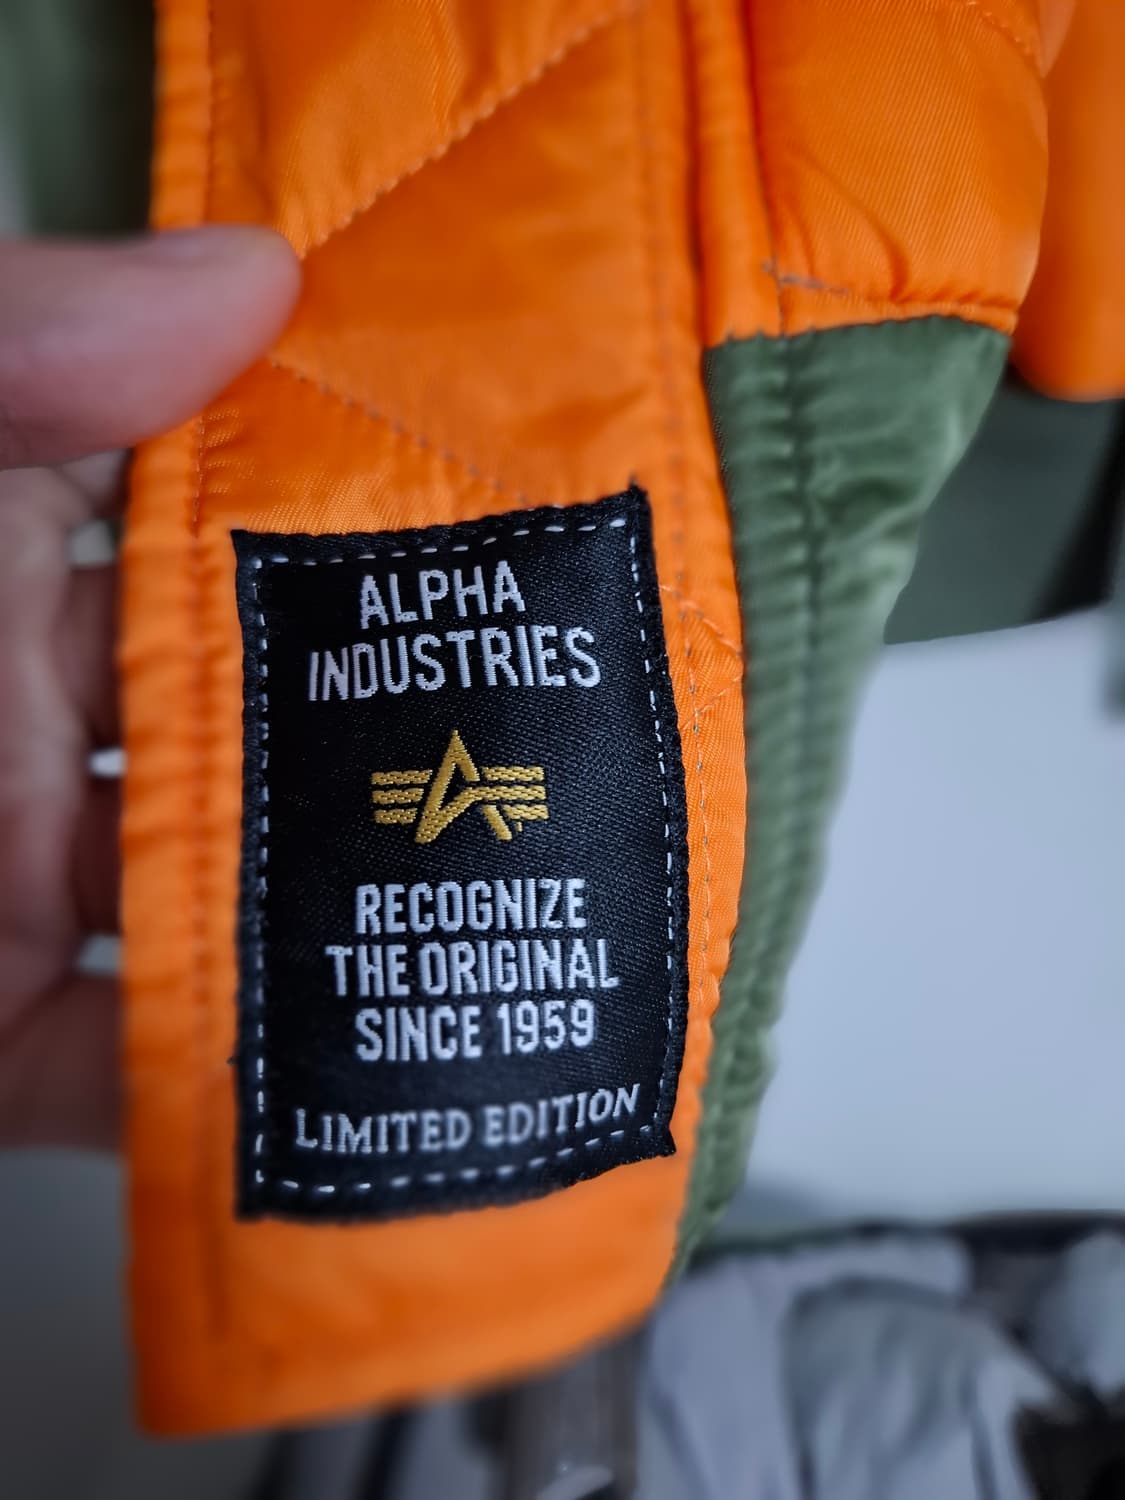 ALPHA
INDUSTRIES
RECOGNIZE
THE ORIGINAL
SINCE 1959
LIMITED EDITION